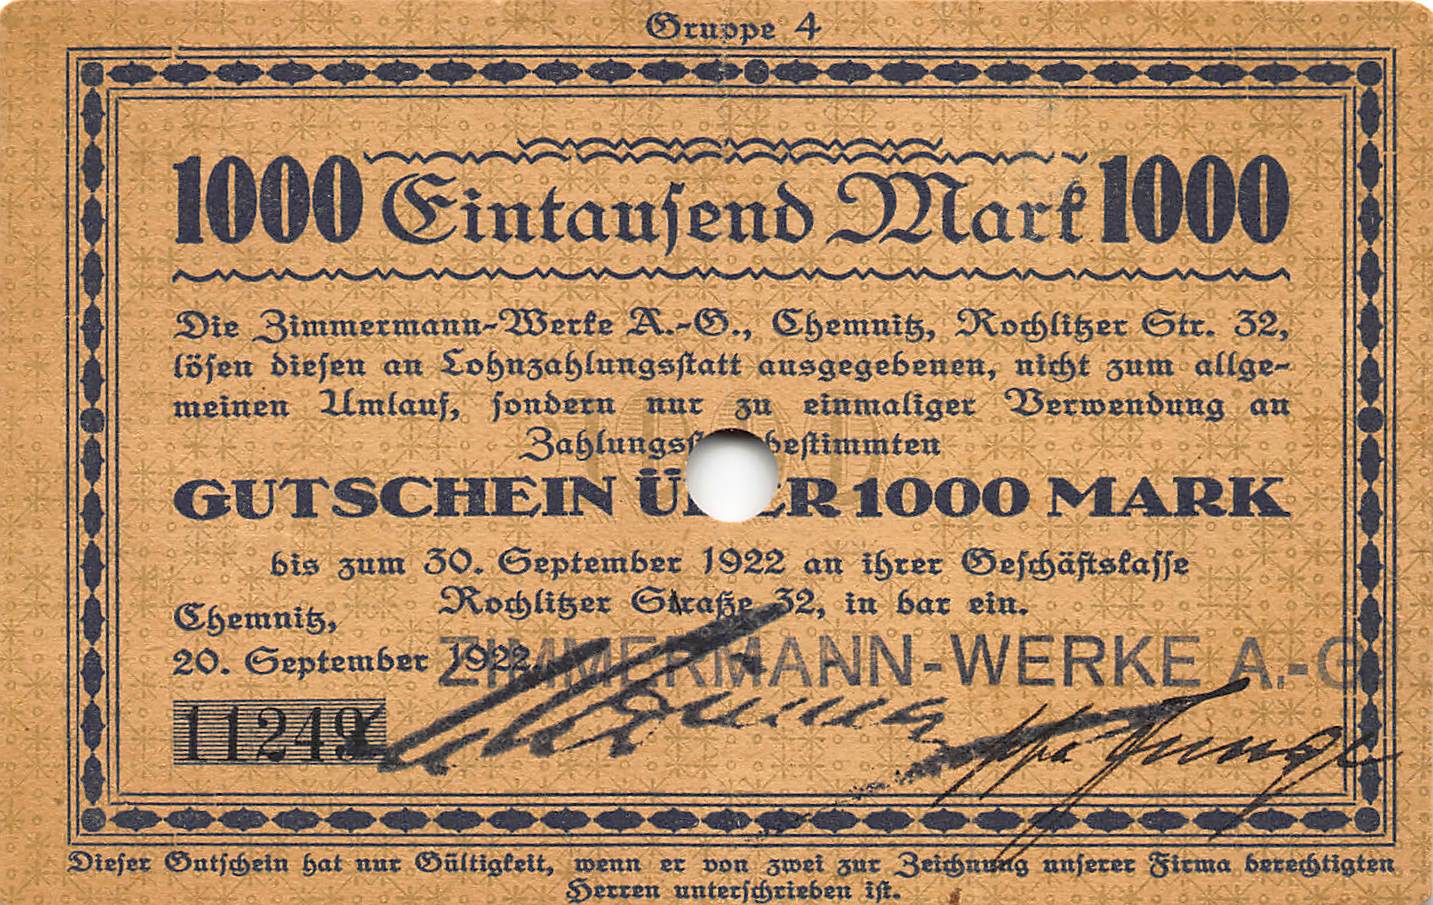 Gruppe 4
1000 Eintausend Mark 1000
Die Zimmermann-Werke A.-G., Chemnitz, Rochlitzer Str. 32,
lösen diesen an Lohnzahlungsstatt ausgegebenen, nicht zum allge-
meinen Umlauf, sondern nur zu einmaliger Verwendung an
bestimmten
GUTSCHEIN 1000 MARK
bis zum 30. September 1922 an ihrer Geschäftskasse
Rochlitzer Straße 32, in bar ein.
Chemnitz,
20. September 1922.
ZIMMERMANN-WERKE A.-G
11249
ppa
Dieser Gutschein hat nur Gültigkeit, wenn er von zwei zur Zeichnung unserer Firma berechtigten
Herren unterschrieben ist.